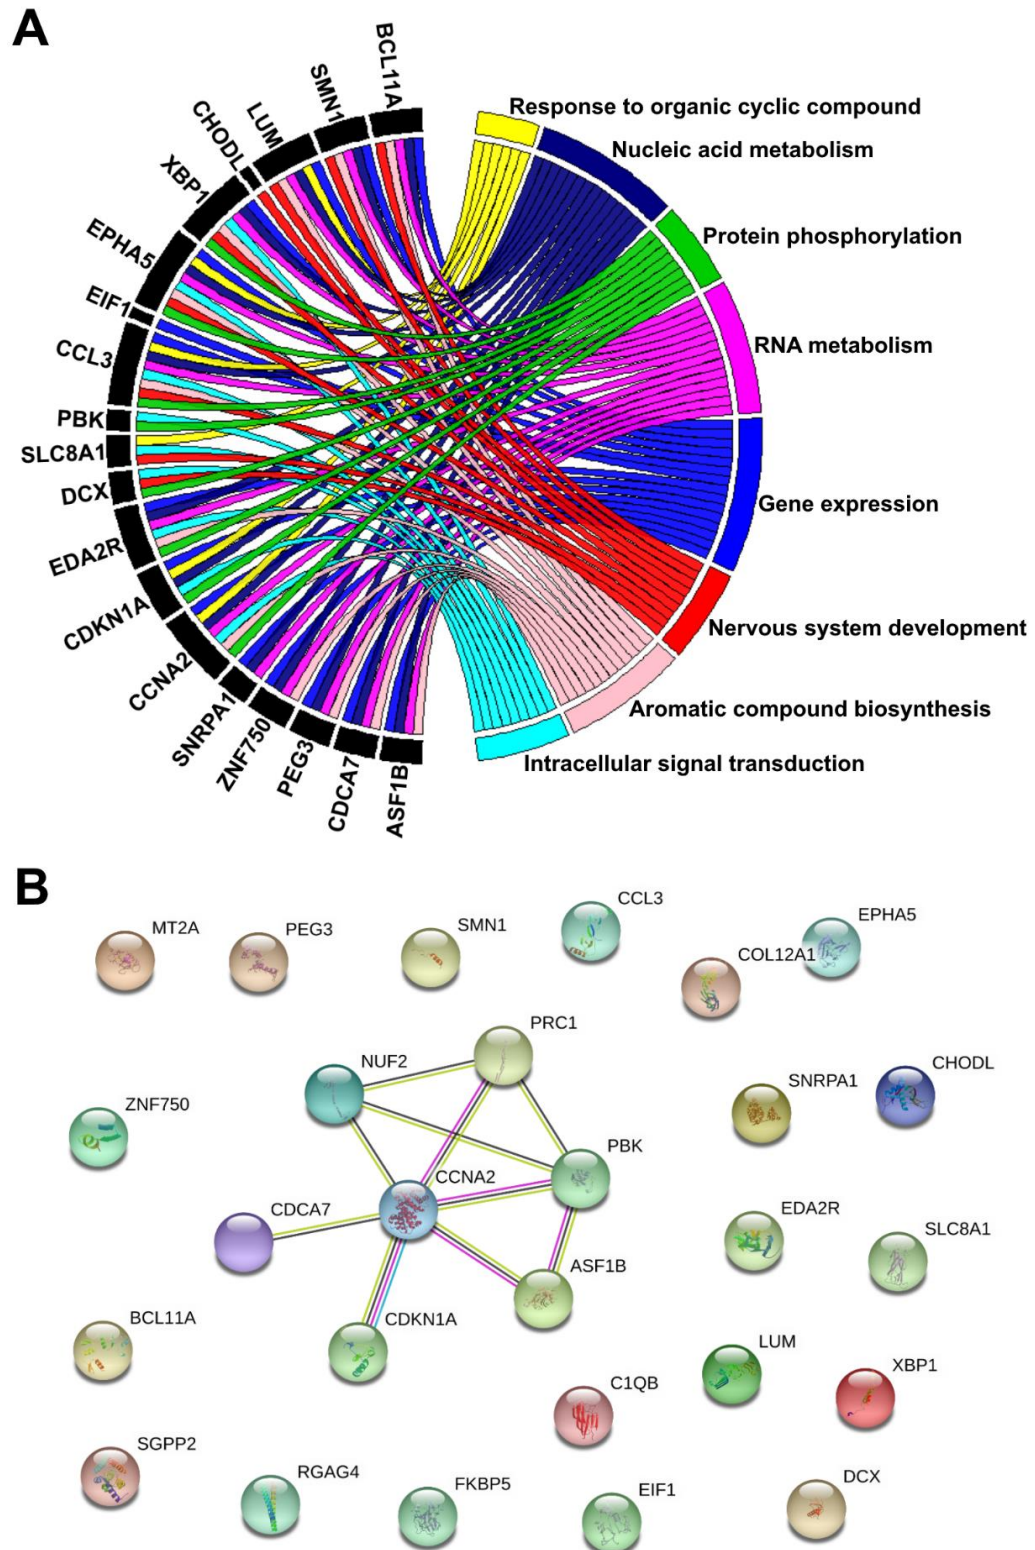 A
BCL11A
SMN1
LUM
CHODL
XBP1
EPHA5
EIF1
CCL3
PBK
SLC8A1
DCX
EDA2R
CDKN1A
CCNA2
SNRPA1
ZNF750
PEG3
CDCA7
ASF1B
Response to organic cyclic compound
Nucleic acid metabolism
Protein phosphorylation
RNA metabolism
Gene expression
Nervous system development
Aromatic compound biosynthesis
Intracellular signal transduction
B
MT2A
PEG3
SMN1
CCL3
EPHA5
COL12A1
PRC1
NUF2
CHODL
SNRPA1
ZNF750
PBK
CCNA2
CDCA7
EDA2R
SLC8A1
ASF1B
BCL11A
CDKN1A
LUM
XBP1
C1QB
SGPP2
RGAG4
FKBP5
EIF1
DCX